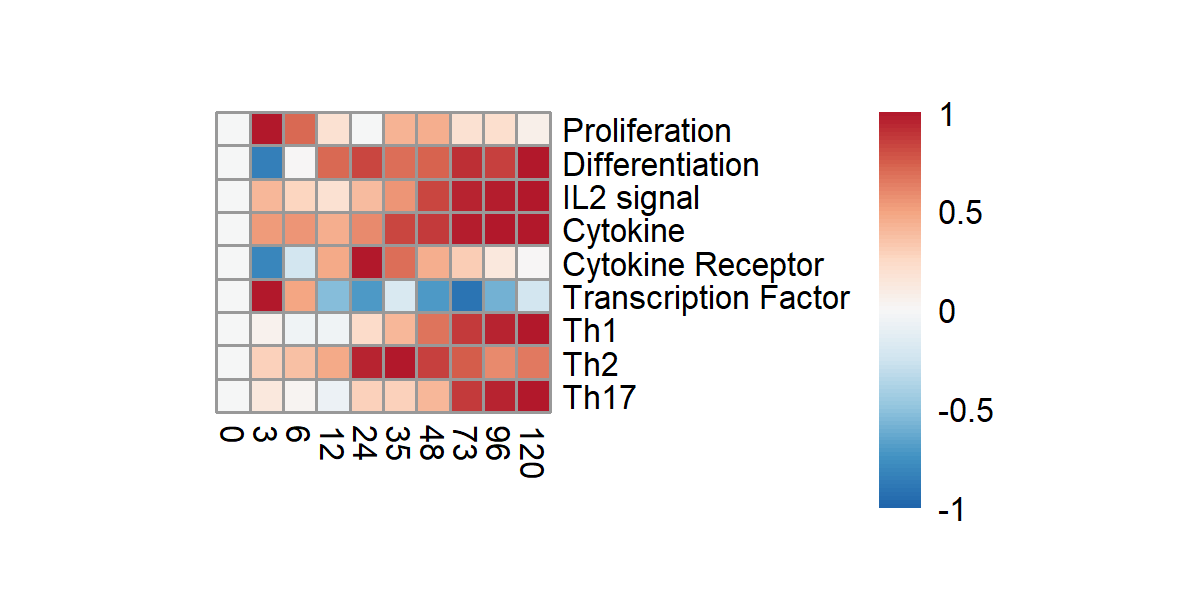 Proliferation
Differentiation
IL2 signal
Cytokine
Cytokine Receptor
Transcription Factor
Th1
Th2
Th17
0 3 6 12 24 35 48 73 96 120
1
0.5
0
-0.5
-1